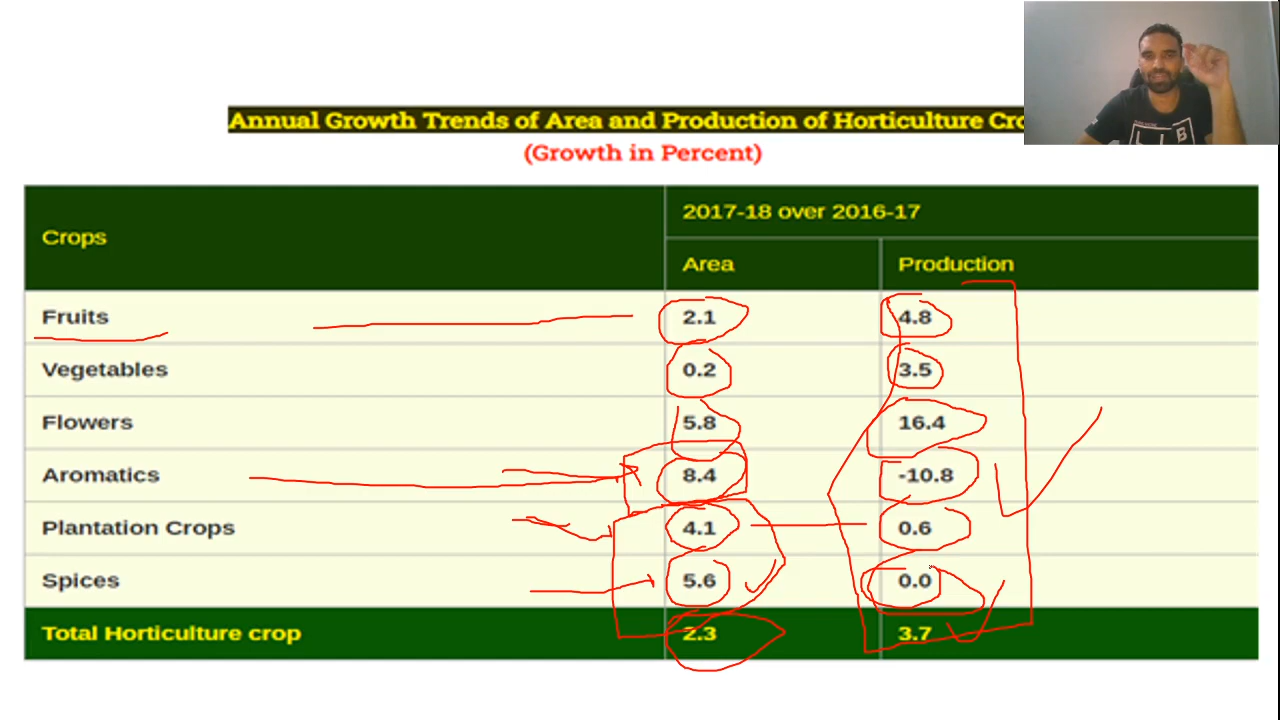 Annual Growth Trends of Area and Production of Horticulture
(Growth in Percent)
Crops
2017-18 over 2016-17
Area Production
Fruits 2.1 4.8
Vegetables 0.2 3.5
Flowers 5.8 16.4
Aromatics 8.4 -10.8
Plantation Crops 4.1 0.6
Spices 5.6 0.0
Total Horticulture crop 2.3 3.7